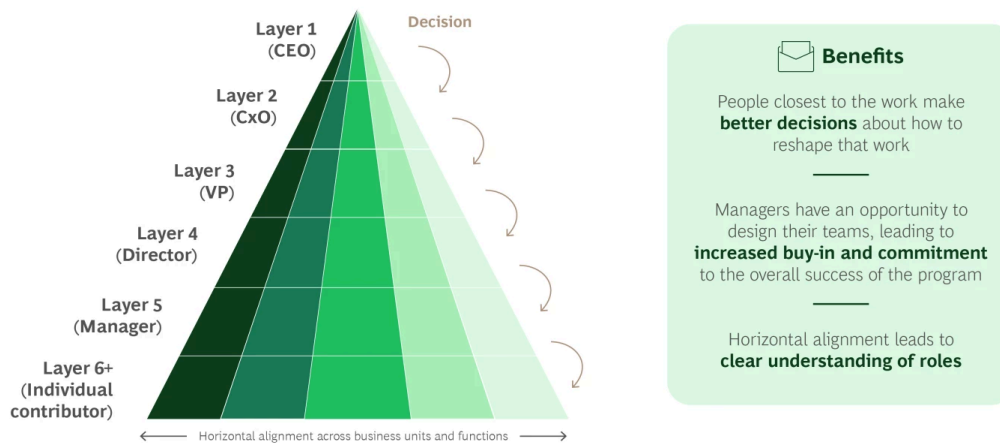 Layer 1
(CEO)
Decision
Layer 2
(CxO)
Layer 3
(VP)
Layer 4
(Director)
Layer 5
(Manager)
Layer 6+
(Individual
contributor)
Horizontal alignment across business units and functions
Benefits
People closest to the work make
better decisions about how to
reshape that work
Managers have an opportunity to
design their teams, leading to
increased buy-in and commitment
to the overall success of the program
Horizontal alignment leads to
clear understanding of roles